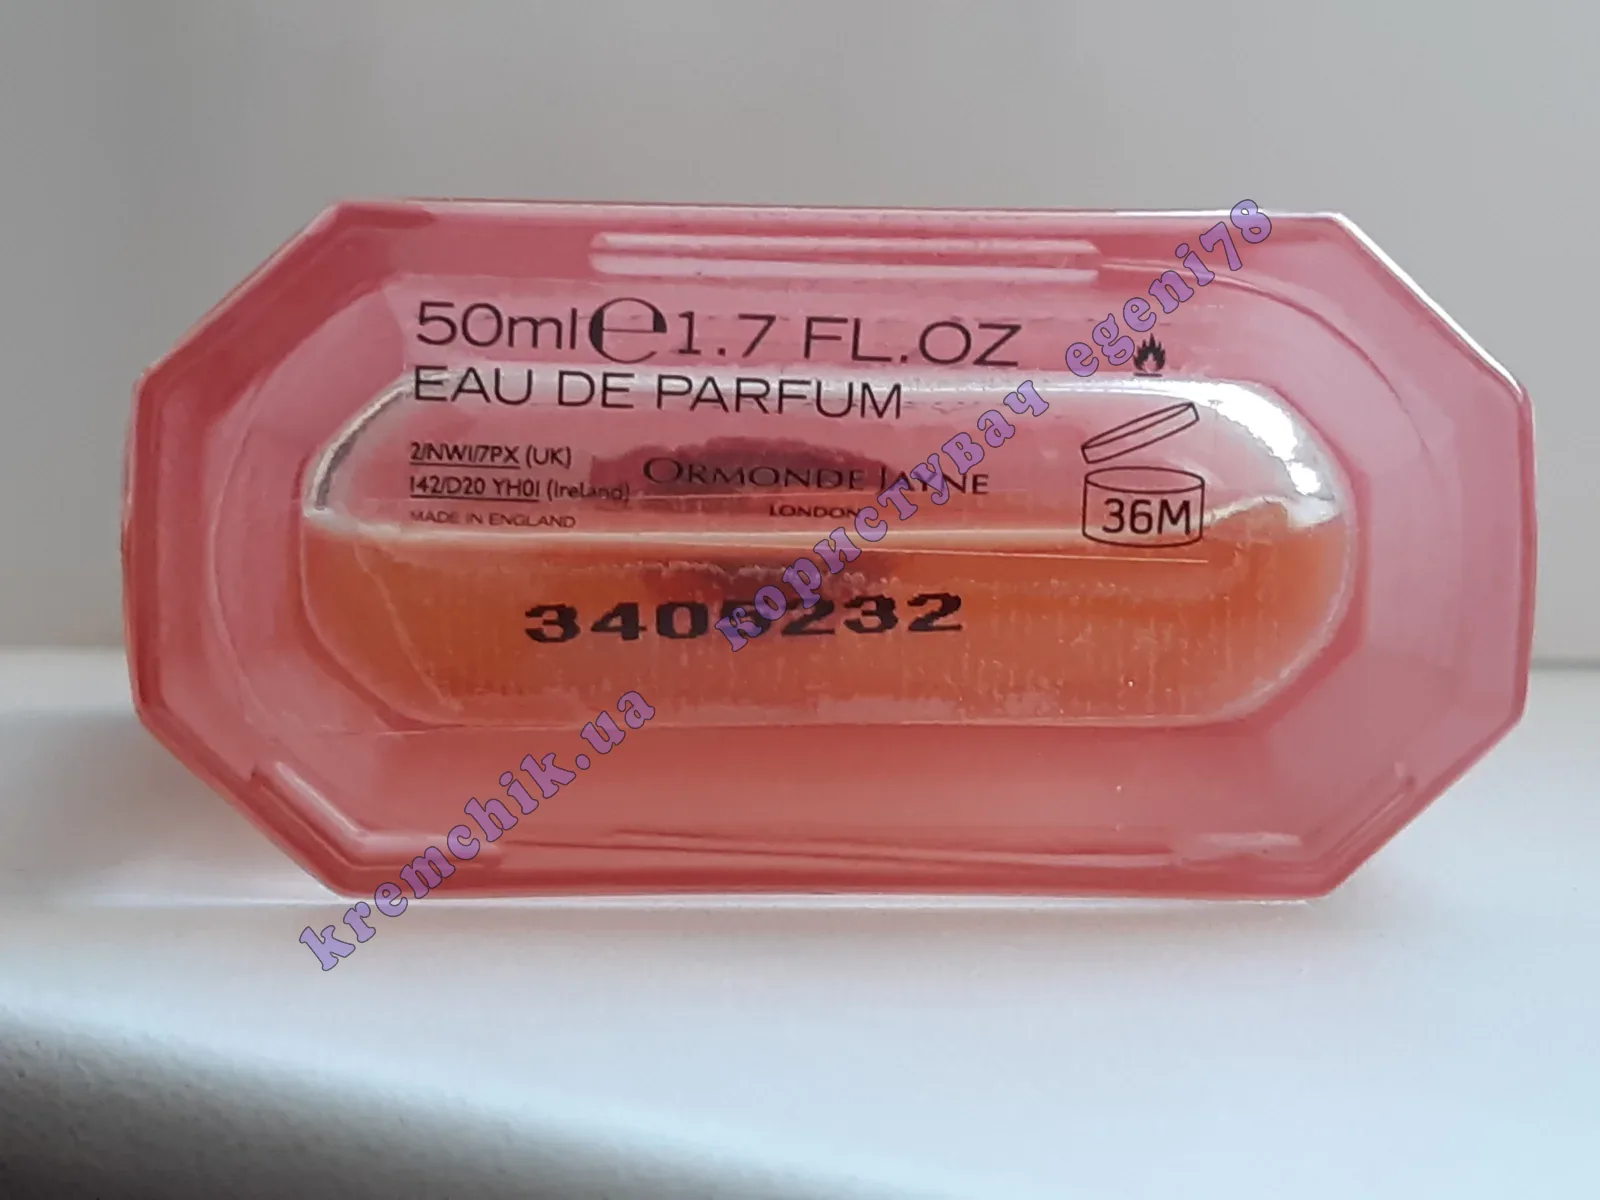 50ml e 1.7 FL.OZ
EAU DE PARFUM
2/NW1/7PX (UK)
142/D20 YH01 (Ireland)
MADE IN ENGLAND
ORMONDE JAYNE
LONDON
36M
3405232
kremchik.ua користувач egeni78